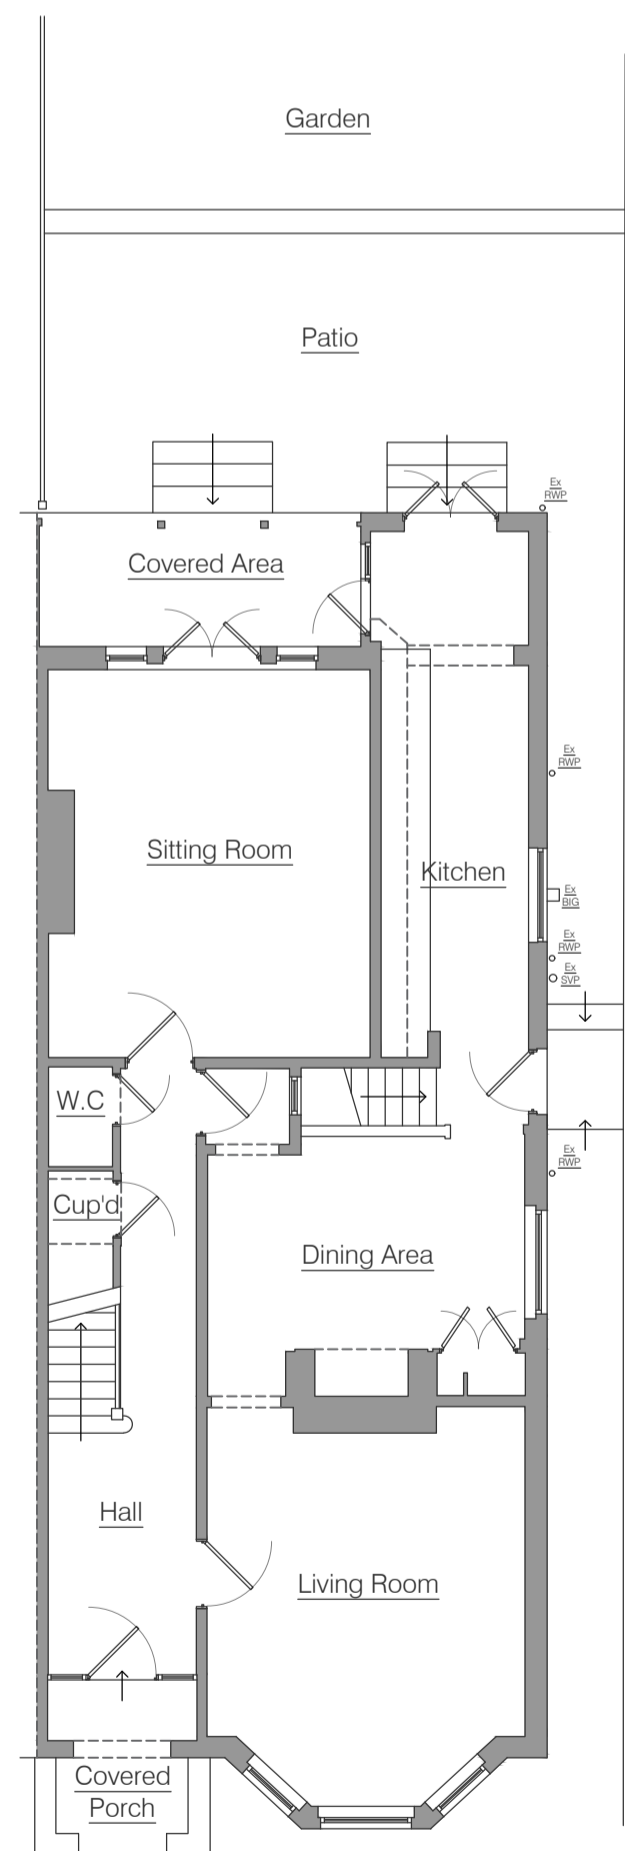 Garden
Patio
Ex
RWP
Covered Area
Ex
RWP
Sitting Room
Kitchen
Ex
BIG
Ex
RWP
Ex
SVP
W.C
Ex
RWP
Cup'd
Dining Area
Hall
Living Room
Covered
Porch